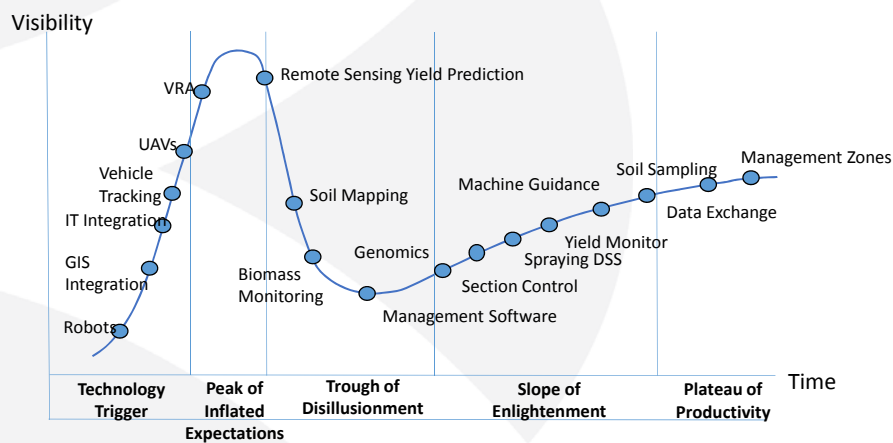 Visibility
VRA
Remote Sensing Yield Prediction
UAVs
Vehicle
Tracking
IT Integration
GIS
Integration
Robots
Soil Mapping
Biomass
Monitoring
Management Software
Genomics
Section Control
Spraying DSS
Yield Monitor
Machine Guidance
Soil Sampling
Data Exchange
Management Zones
Time
Technology
Trigger
Peak of
Inflated
Expectations
Trough of
Disillusionment
Slope of
Enlightenment
Plateau of
Productivity